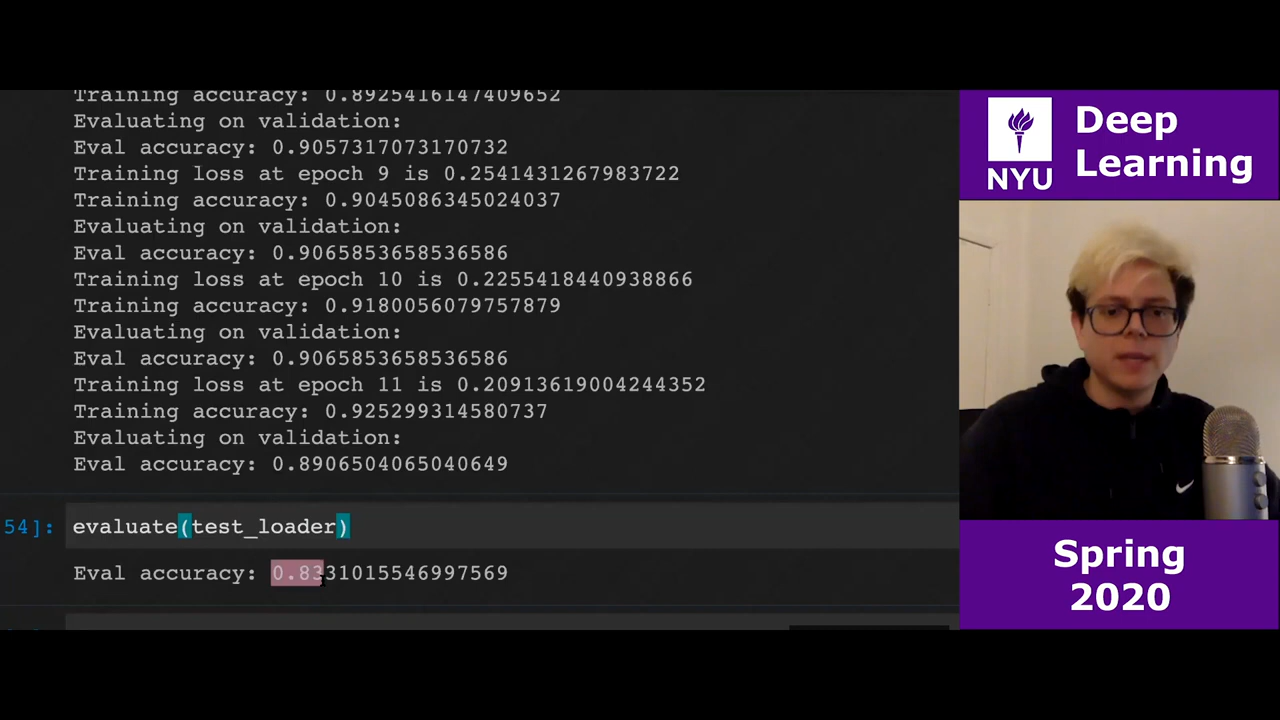 Training accuracy: 0.8925416147409652
Evaluating on validation:
Eval accuracy: 0.9057317073170732
Training loss at epoch 9 is 0.2541431267983722
Training accuracy: 0.9045086345024037
Evaluating on validation:
Eval accuracy: 0.9065853658536586
Training loss at epoch 10 is 0.2255418440938866
Training accuracy: 0.9180056079757879
Evaluating on validation:
Eval accuracy: 0.9065853658536586
Training loss at epoch 11 is 0.20913619004244352
Training accuracy: 0.925299314580737
Evaluating on validation:
Eval accuracy: 0.8906504065040649
54]: evaluate(test_loader)
Eval accuracy: 0.8331015546997569
NYU
Deep
Learning
Spring
2020